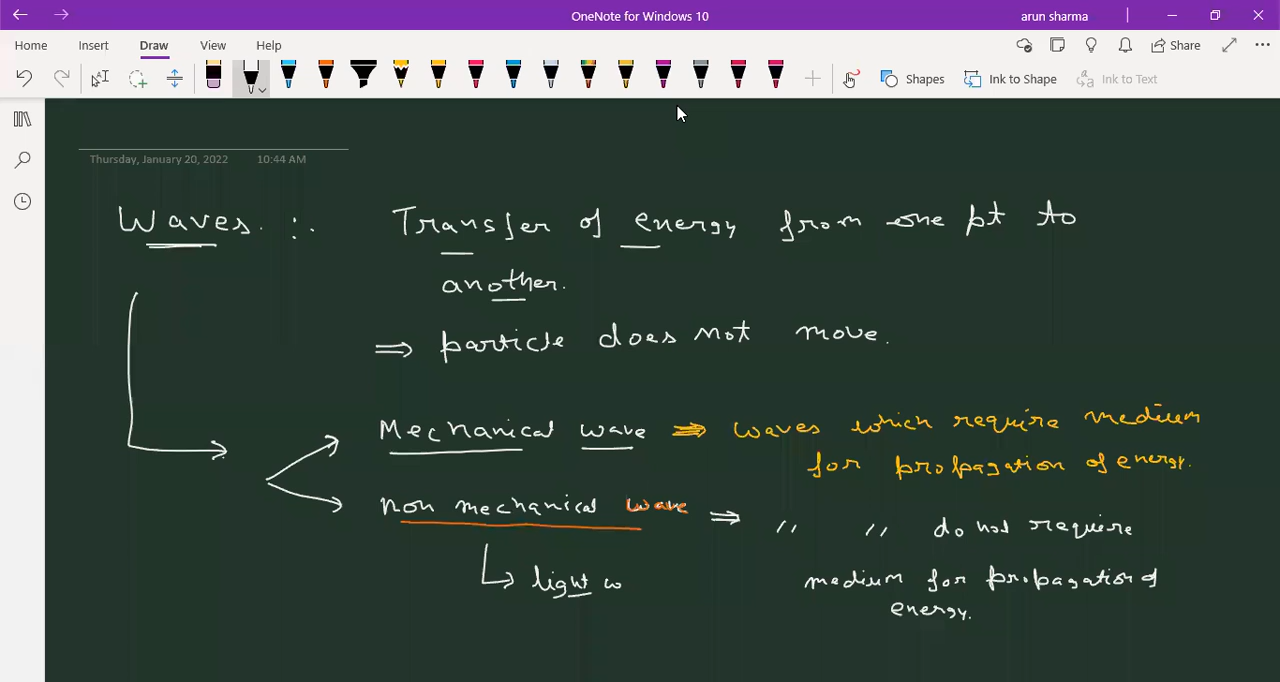 OneNote for Windows 10
arun sharma
Home Insert Draw View Help
Share
Shapes Ink to Shape Ink to Text
Thursday, January 20, 2022 10:44 AM
Waves : Transfer of energy from one pt to
another.
⇒ particle does not move.
Mechanical wave ⇒ waves which require medium
for propagation of energy.
non mechanical wave ⇒ " " do not require
medium for propagation of
energy.
light w